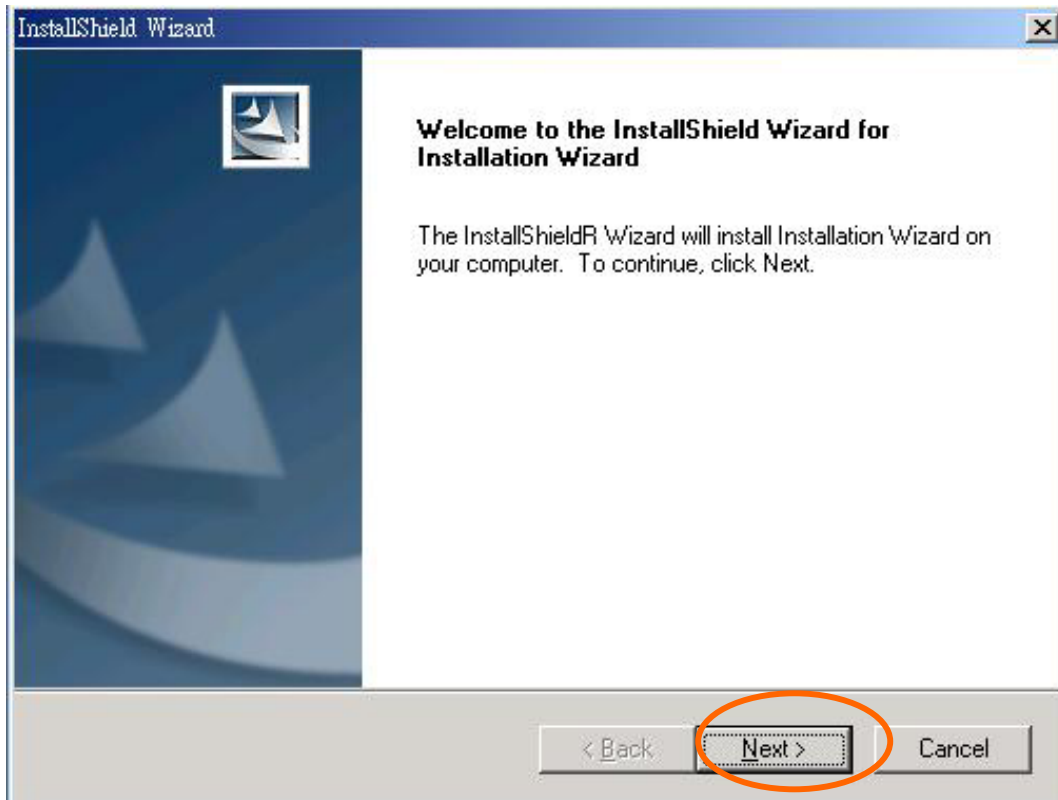 InstallShield Wizard
Welcome to the InstallShield Wizard for
Installation Wizard
The InstallShieldR Wizard will install Installation Wizard on
your computer. To continue, click Next.
< Back
Next >
Cancel